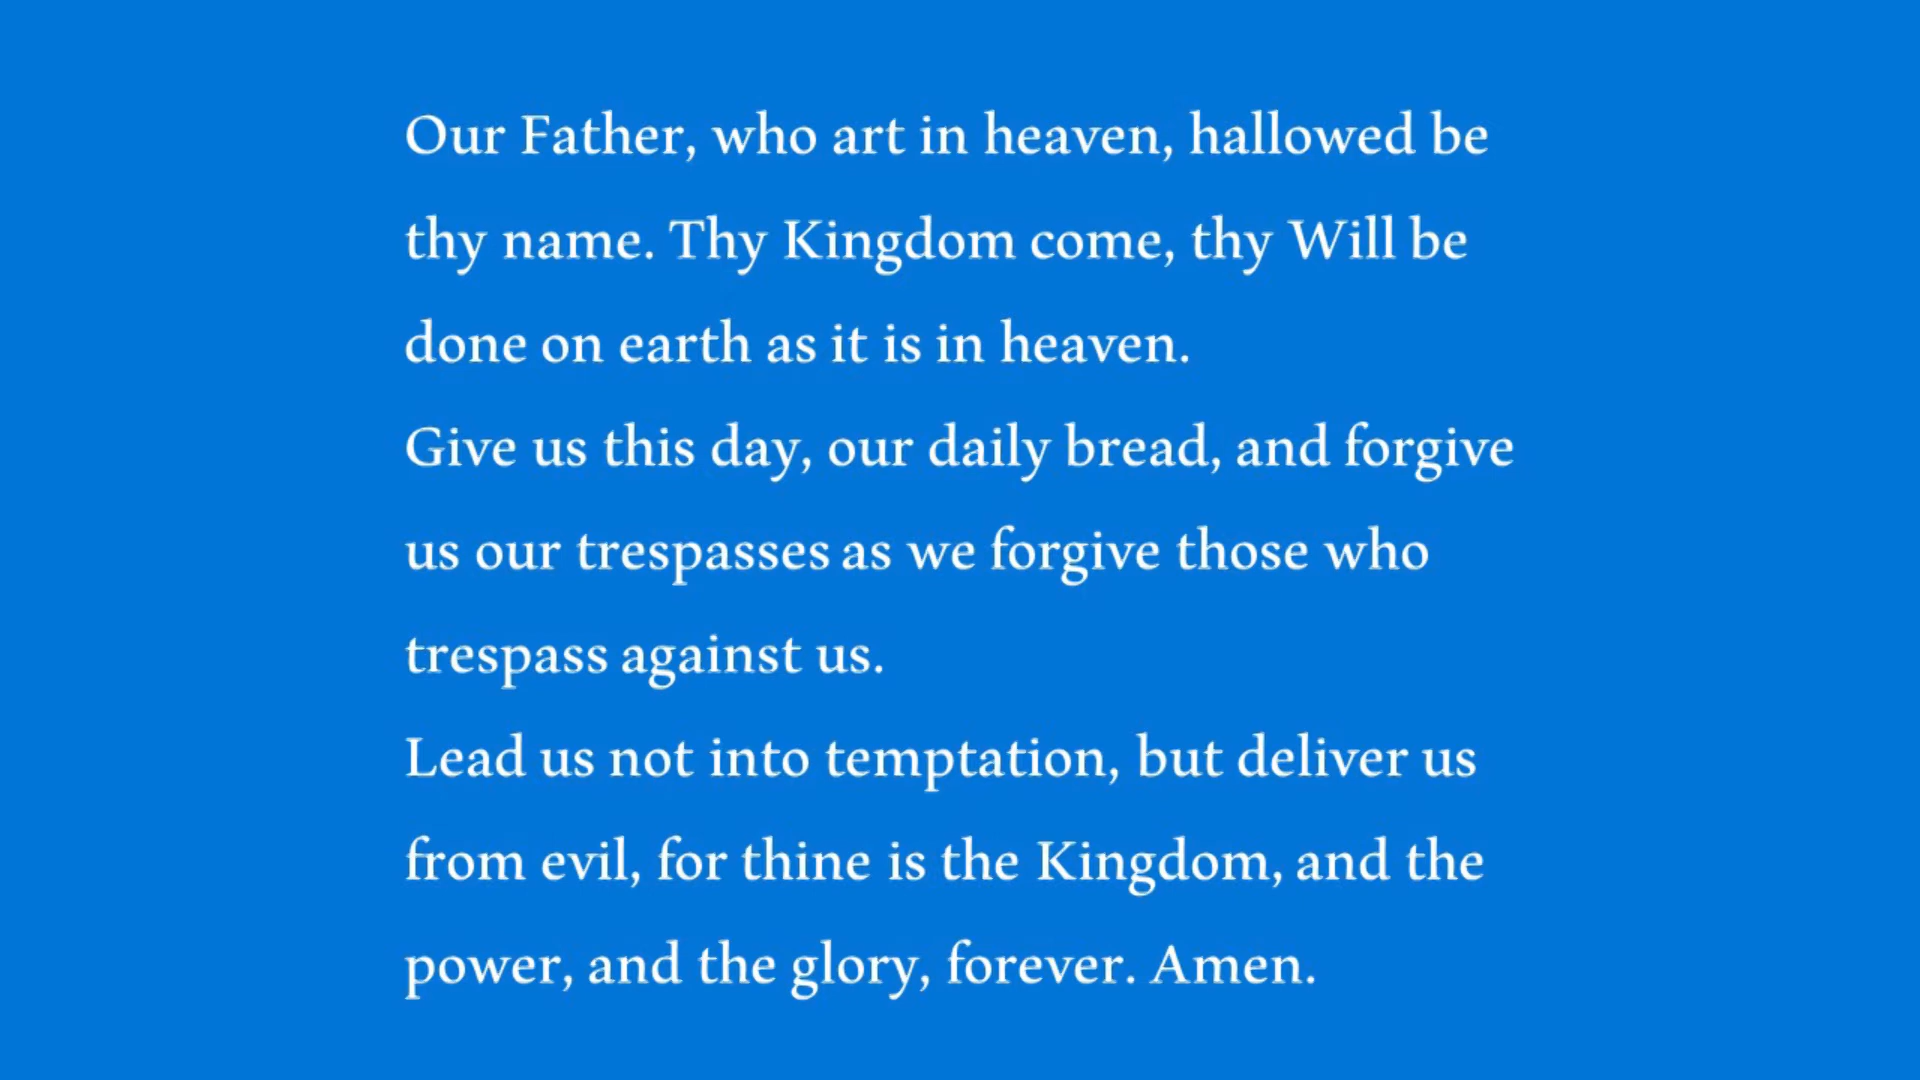 Our Father, who art in heaven, hallowed be
thy name. Thy Kingdom come, thy Will be
done on earth as it is in heaven.
Give us this day, our daily bread, and forgive
us our trespasses as we forgive those who
trespass against us.
Lead us not into temptation, but deliver us
from evil, for thine is the Kingdom, and the
power, and the glory, forever. Amen.